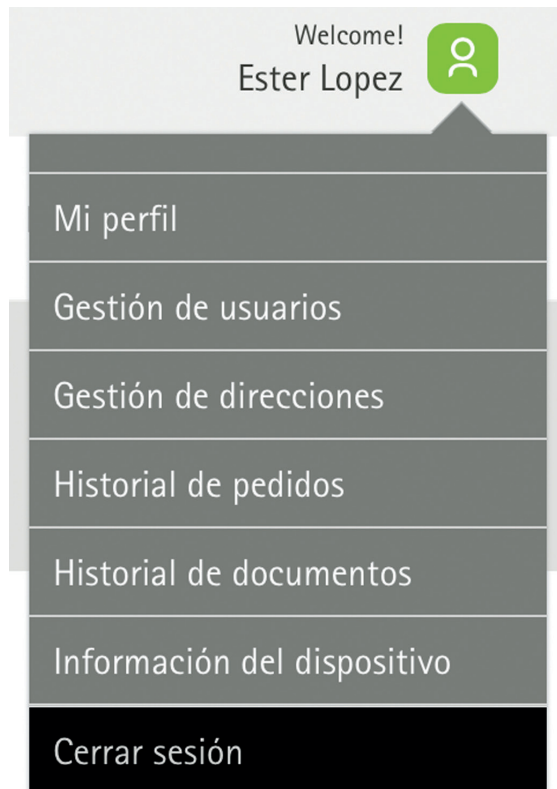 Welcome!
Ester Lopez
Mi perfil
Gestión de usuarios
Gestión de direcciones
Historial de pedidos
Historial de documentos
Información del dispositivo
Cerrar sesión